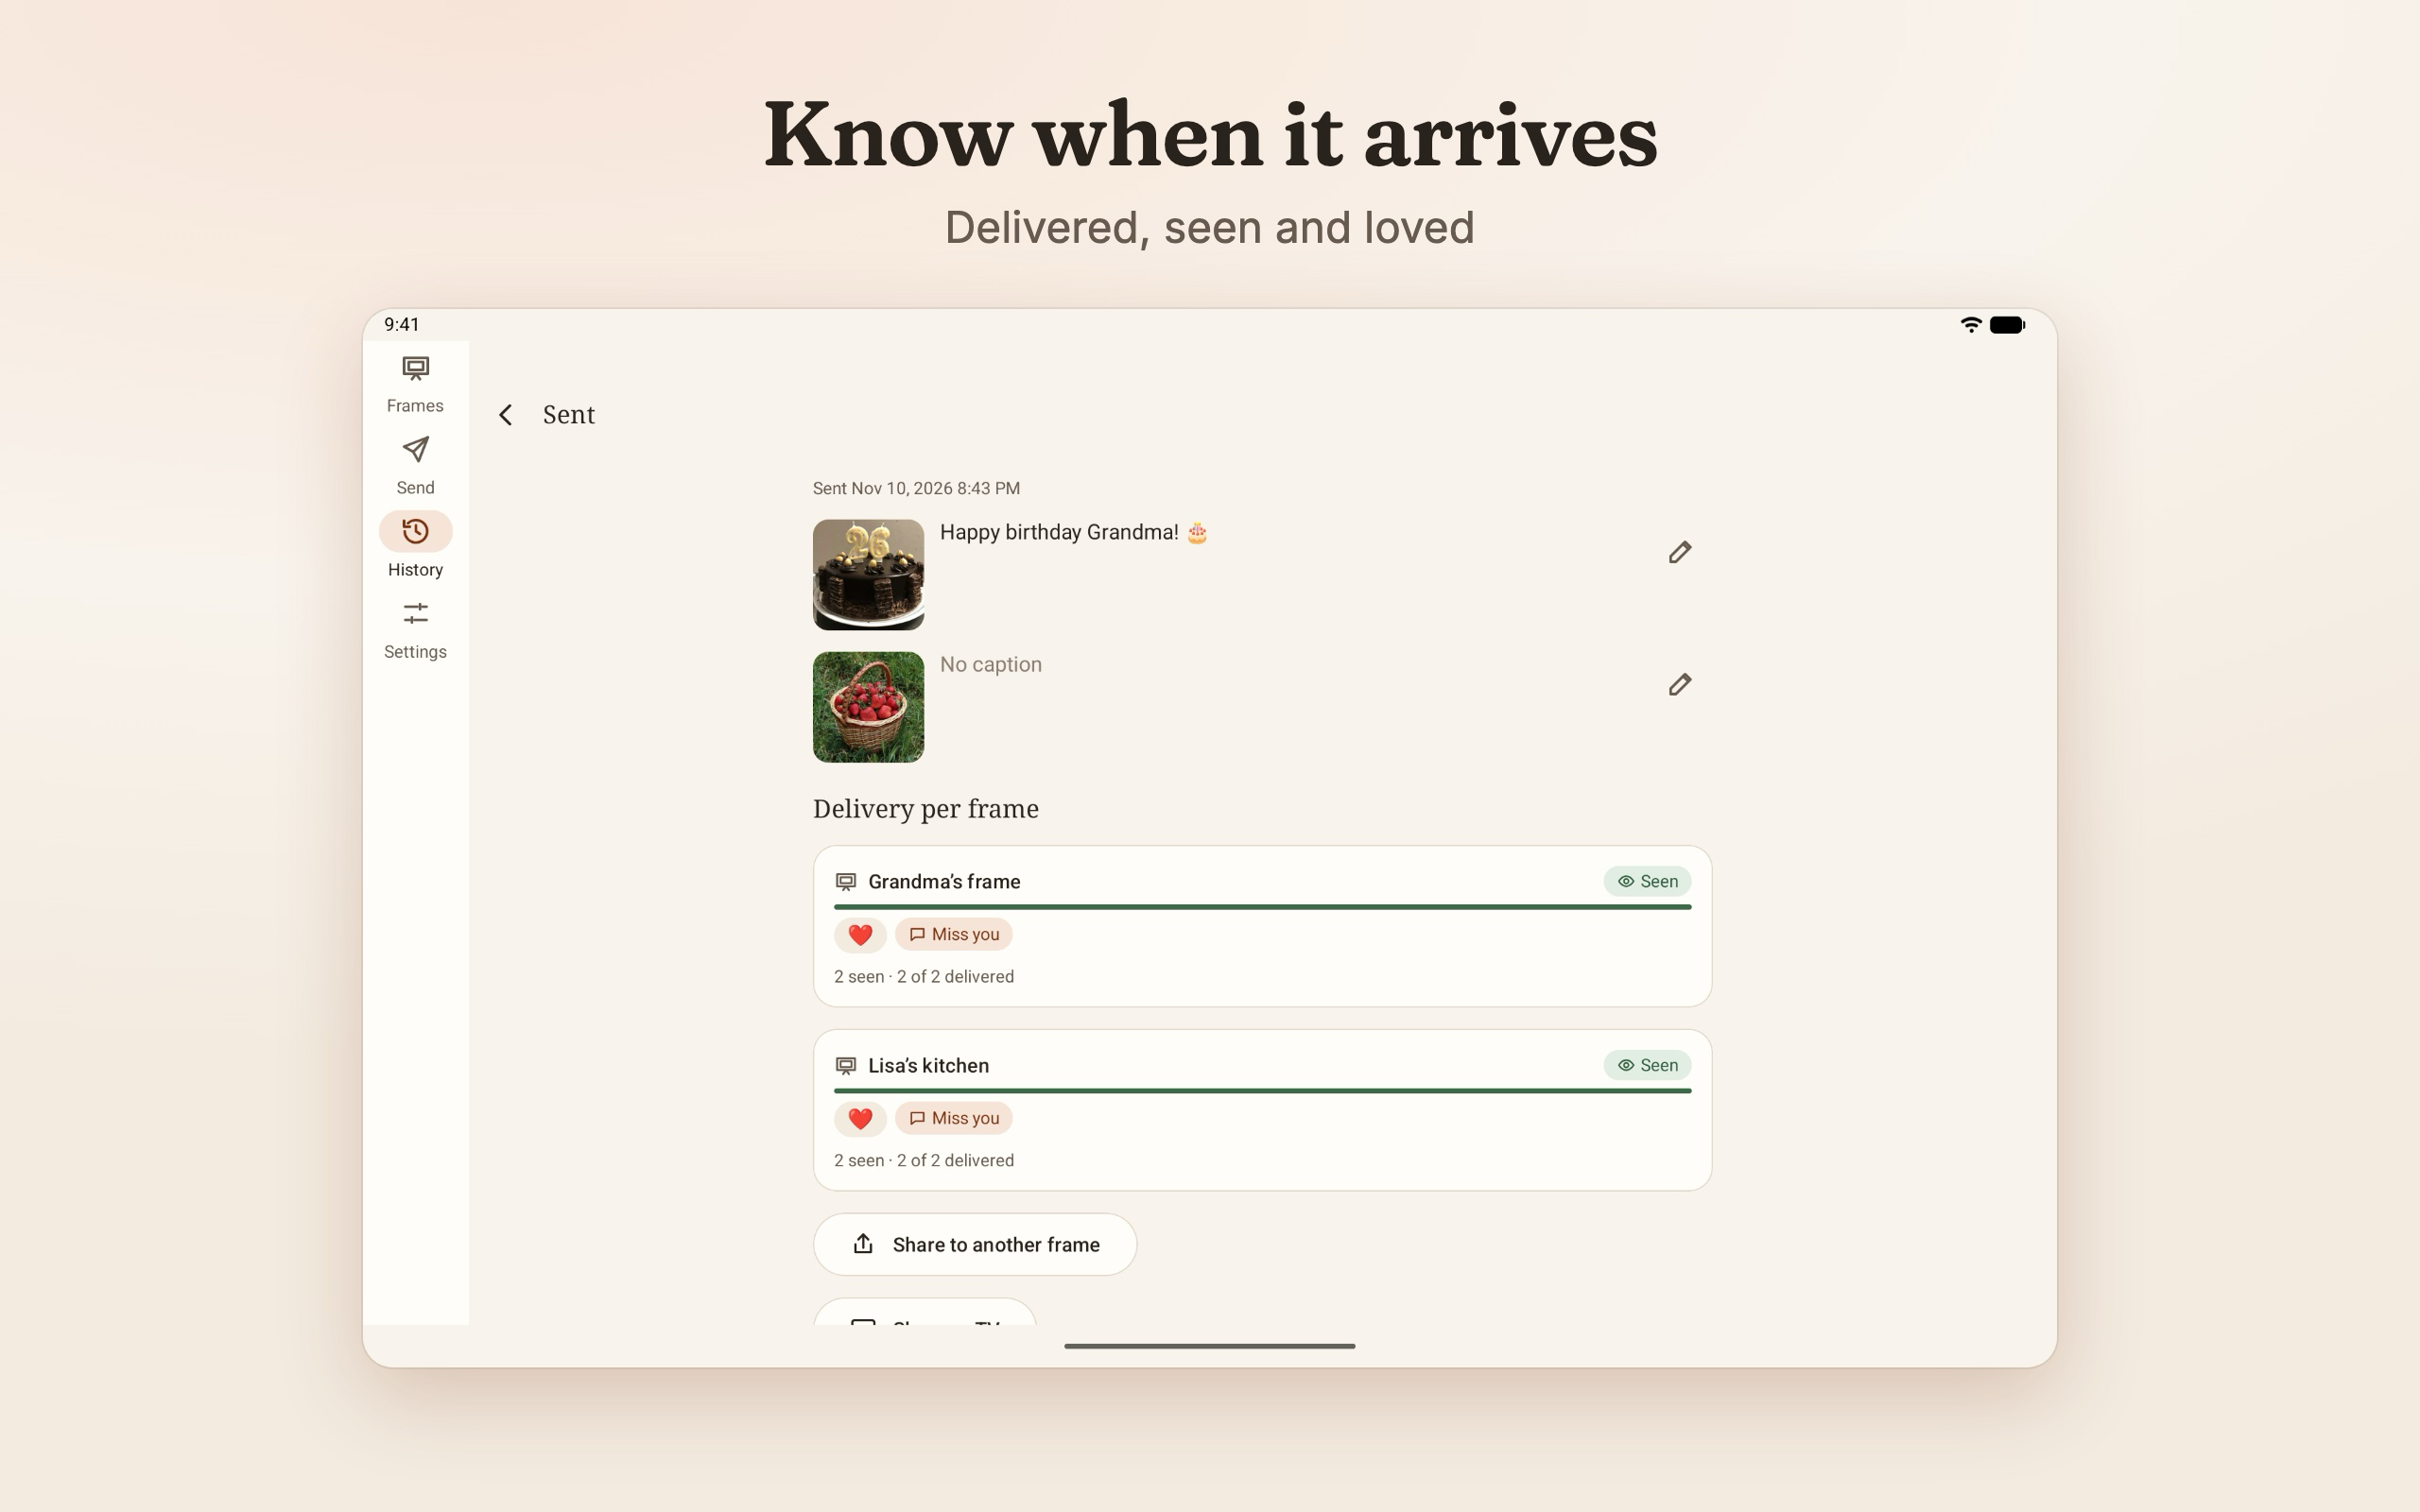 Know when it arrives
Delivered, seen and loved
9:41
Frames
Send
History
Settings
Sent
Sent Nov 10, 2026 8:43 PM
26
Happy birthday Grandma! 🎂
No caption
Delivery per frame
Grandma's frame
Seen
❤️ Miss you
2 seen · 2 of 2 delivered
Lisa's kitchen
Seen
❤️ Miss you
2 seen · 2 of 2 delivered
Share to another frame